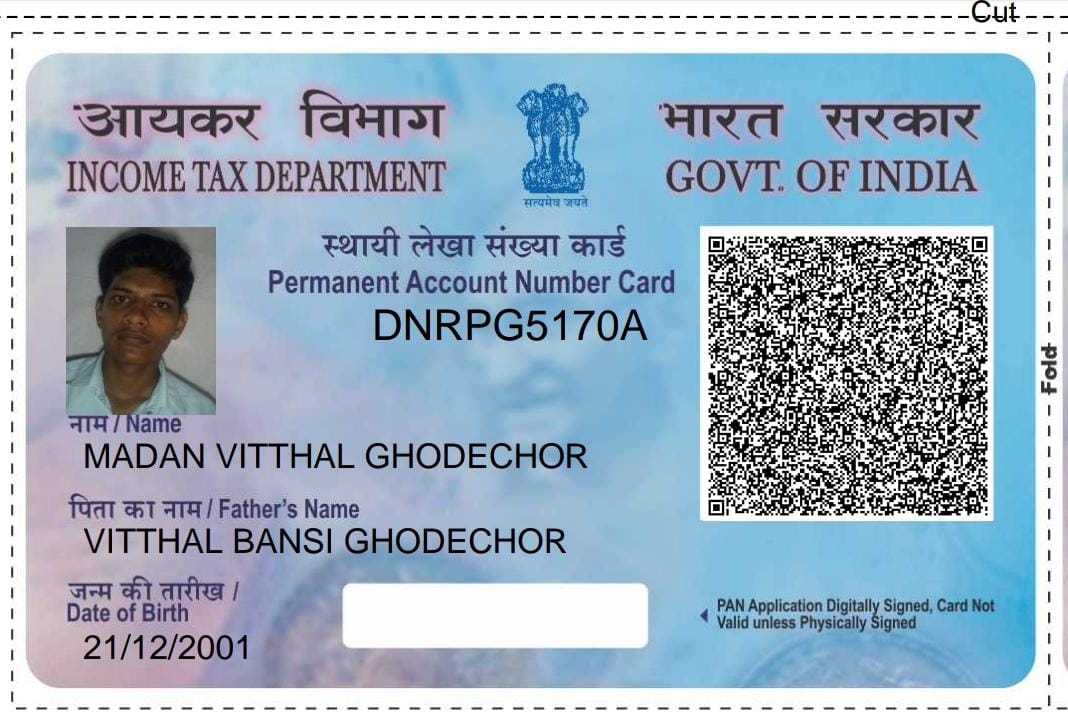 Cut
आयकर विभाग
INCOME TAX DEPARTMENT
सत्यमेव जयते
भारत सरकार
GOVT. OF INDIA
स्थायी लेखा संख्या कार्ड
Permanent Account Number Card
DNRPG5170A
नाम / Name
MADAN VITTHAL GHODECHOR
पिता का नाम / Father's Name
VITTHAL BANSI GHODECHOR
जन्म की तारीख /
Date of Birth
21/12/2001
PAN Application Digitally Signed, Card Not
Valid unless Physically Signed
Fold